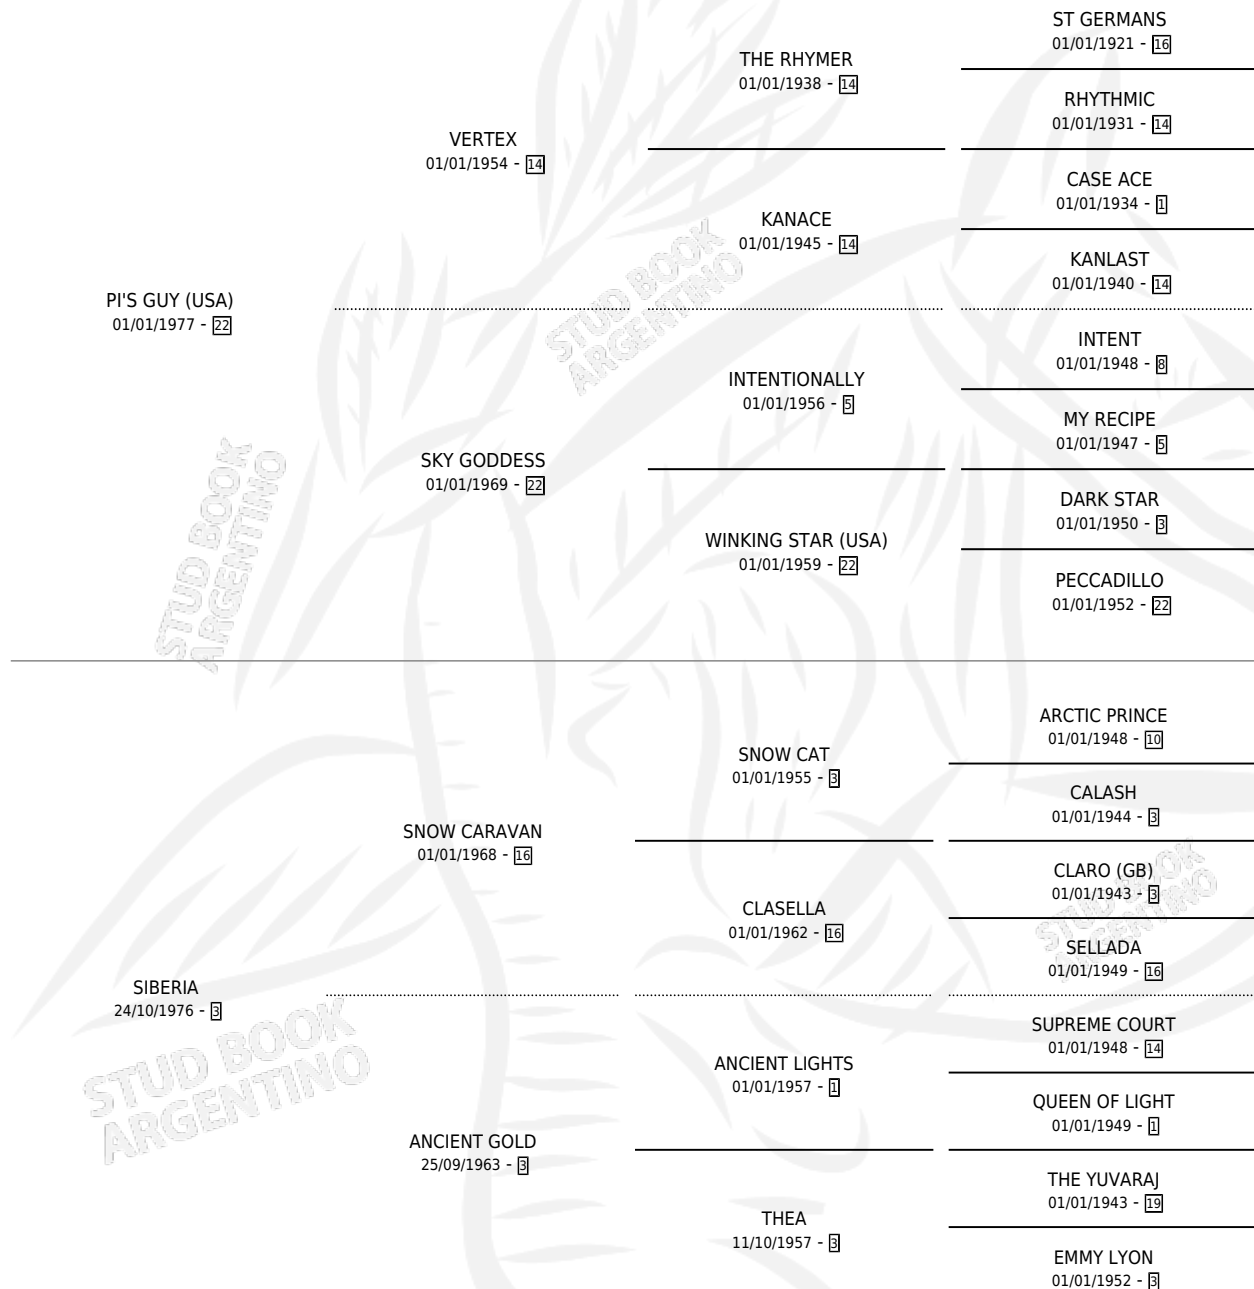 ST GERMANS
01/01/1921 - 16
THE RHYMER
01/01/1938 - 14
RHYTHMIC
01/01/1931 - 14
VERTEX
01/01/1954 - 14
CASE ACE
01/01/1934 - 1
KANACE
01/01/1945 - 14
KANLAST
01/01/1940 - 14
PI'S GUY (USA)
01/01/1977 - 22
INTENT
01/01/1948 - 8
INTENTIONALLY
01/01/1956 - 5
MY RECIPE
01/01/1947 - 5
SKY GODDESS
01/01/1969 - 22
DARK STAR
01/01/1950 - 3
WINKING STAR (USA)
01/01/1959 - 22
PECCADILLO
01/01/1952 - 22
ARCTIC PRINCE
01/01/1948 - 10
SNOW CAT
01/01/1955 - 3
CALASH
01/01/1944 - 3
SNOW CARAVAN
01/01/1968 - 16
CLARO (GB)
01/01/1943 - 3
CLASELLA
01/01/1962 - 16
SELLADA
01/01/1949 - 16
SIBERIA
24/10/1976 - 3
SUPREME COURT
01/01/1948 - 14
ANCIENT LIGHTS
01/01/1957 - 1
QUEEN OF LIGHT
01/01/1949 - 1
ANCIENT GOLD
25/09/1963 - 3
THE YUVARAJ
01/01/1943 - 19
THEA
11/10/1957 - 3
EMMY LYON
01/01/1952 - 3
STUD BOOK
ARGENTINO
STUD BOOK
ARGENTINO
STUD BOOK
ARGENTINO
STUD BOOK
ARGENTINO